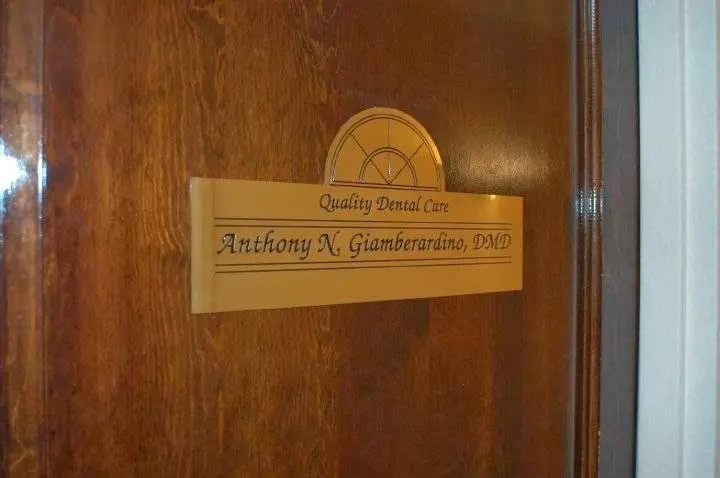 Quality Dental Care
Anthony N. Giamberardino, DMD